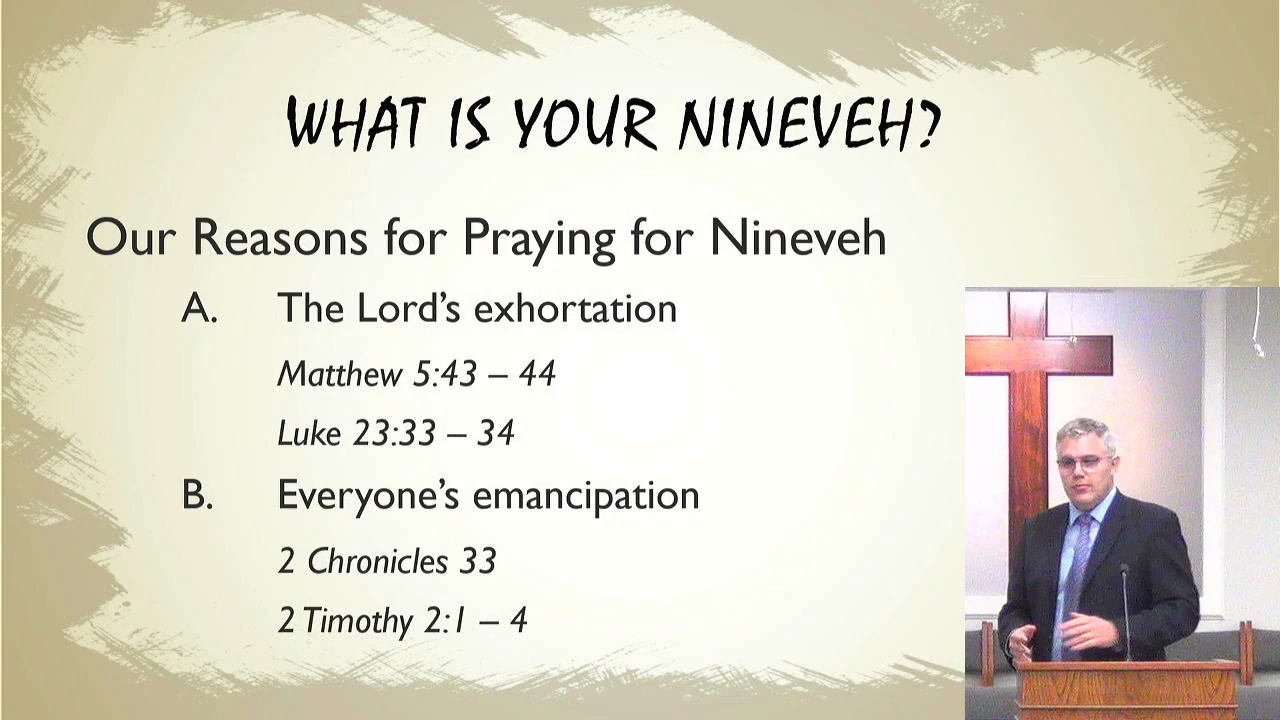 WHAT IS YOUR NINEVEH?
Our Reasons for Praying for Nineveh
A. The Lord's exhortation
Matthew 5:43 – 44
Luke 23:33 – 34
B. Everyone's emancipation
2 Chronicles 33
2 Timothy 2:1 – 4